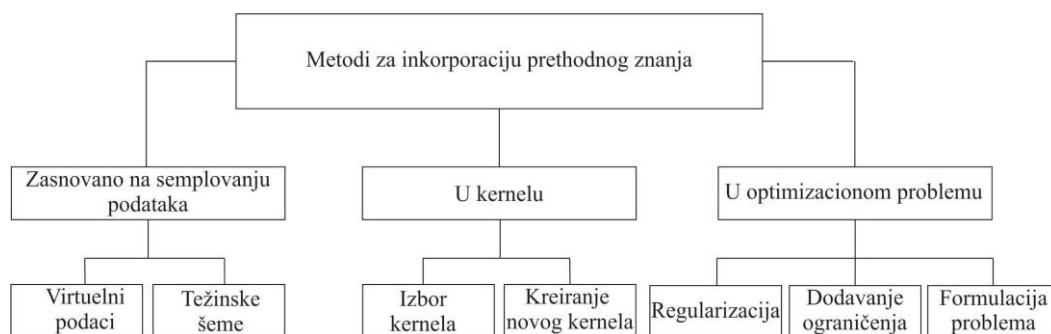 Metodi za inkorporaciju prethodnog znanja
Zasnovano na semplovanju
podataka
U kernelu
U optimizacionom problemu
Virtuelni
podaci
Težinske
šeme
Izbor
kernela
Kreiranje
novog kernela
Regularizacija
Dodavanje
ograničenja
Formulacija
problema